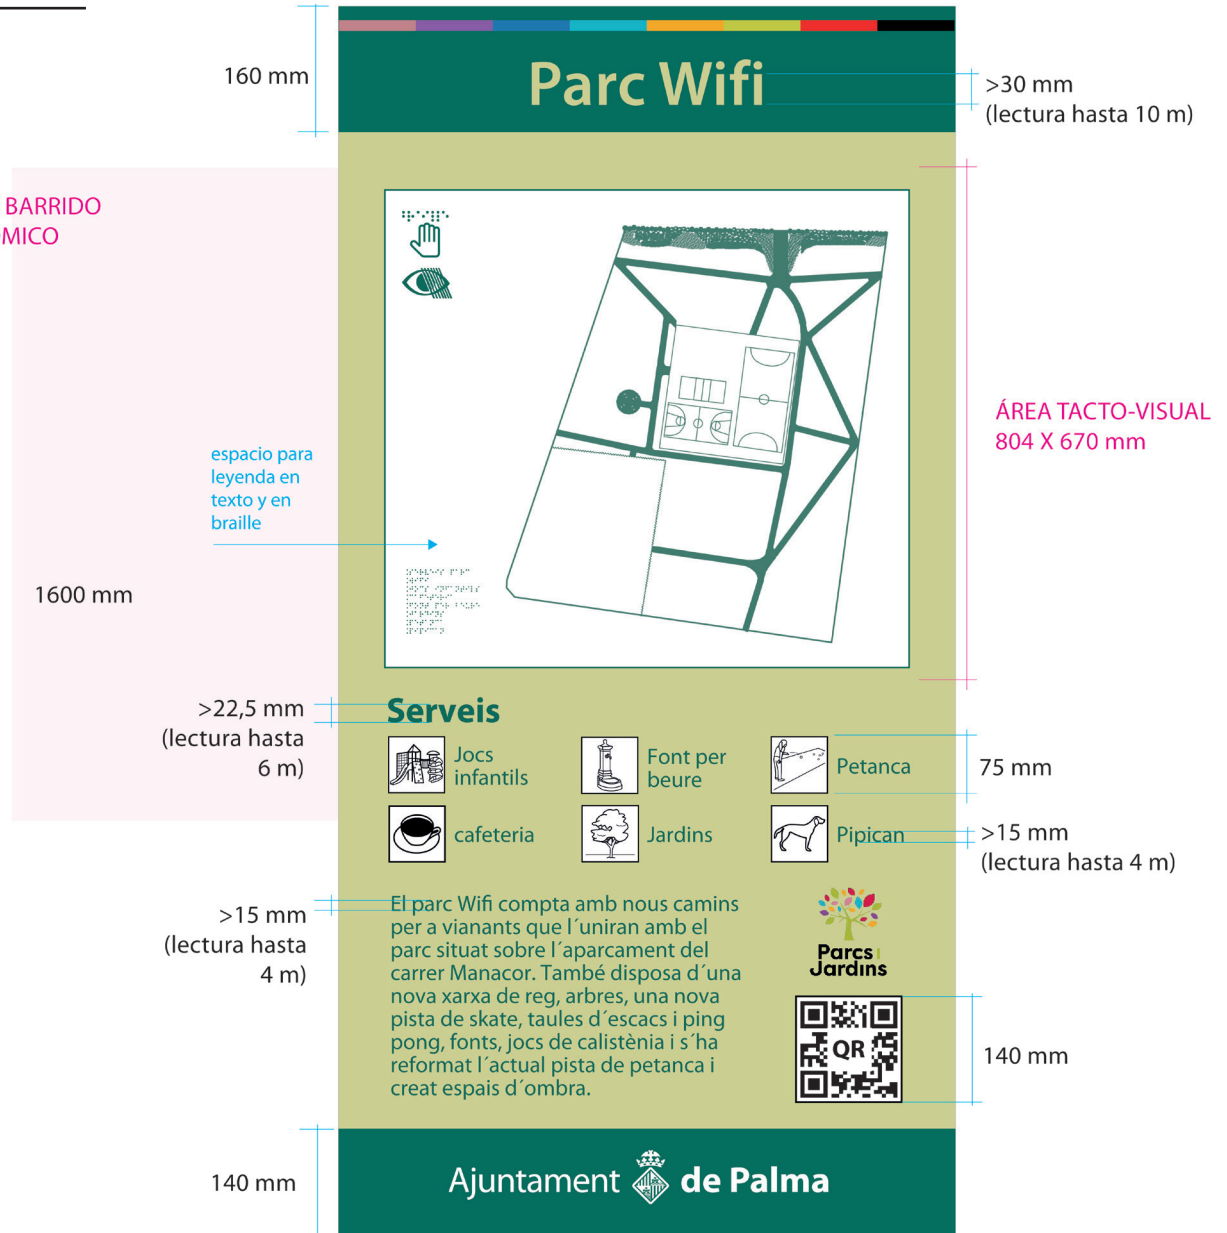 160 mm
Parc Wifi
>30 mm
(lectura hasta 10 m)
BARRIDO
ÁREA TACTO-VISUAL
804 X 670 mm
espacio para
leyenda en
texto y en
braille
1600 mm
>22,5 mm
(lectura hasta
6 m)
Serveis
Jocs
infantils
Font per
beure
Petanca
75 mm
cafeteria
Jardins
Pipican
>15 mm
(lectura hasta 4 m)
>15 mm
(lectura hasta
4 m)
El parc Wifi compta amb nous camins
per a vianants que l´uniran amb el
parc situat sobre l´aparcament del
carrer Manacor. També disposa d´una
nova xarxa de reg, arbres, una nova
pista de skate, taules d´escacs i ping
pong, fonts, jocs de calistènia i s´ha
reformat l´actual pista de petanca i
creat espais d´ombra.
Parcs i
Jardins
QR
140 mm
140 mm
Ajuntament de Palma